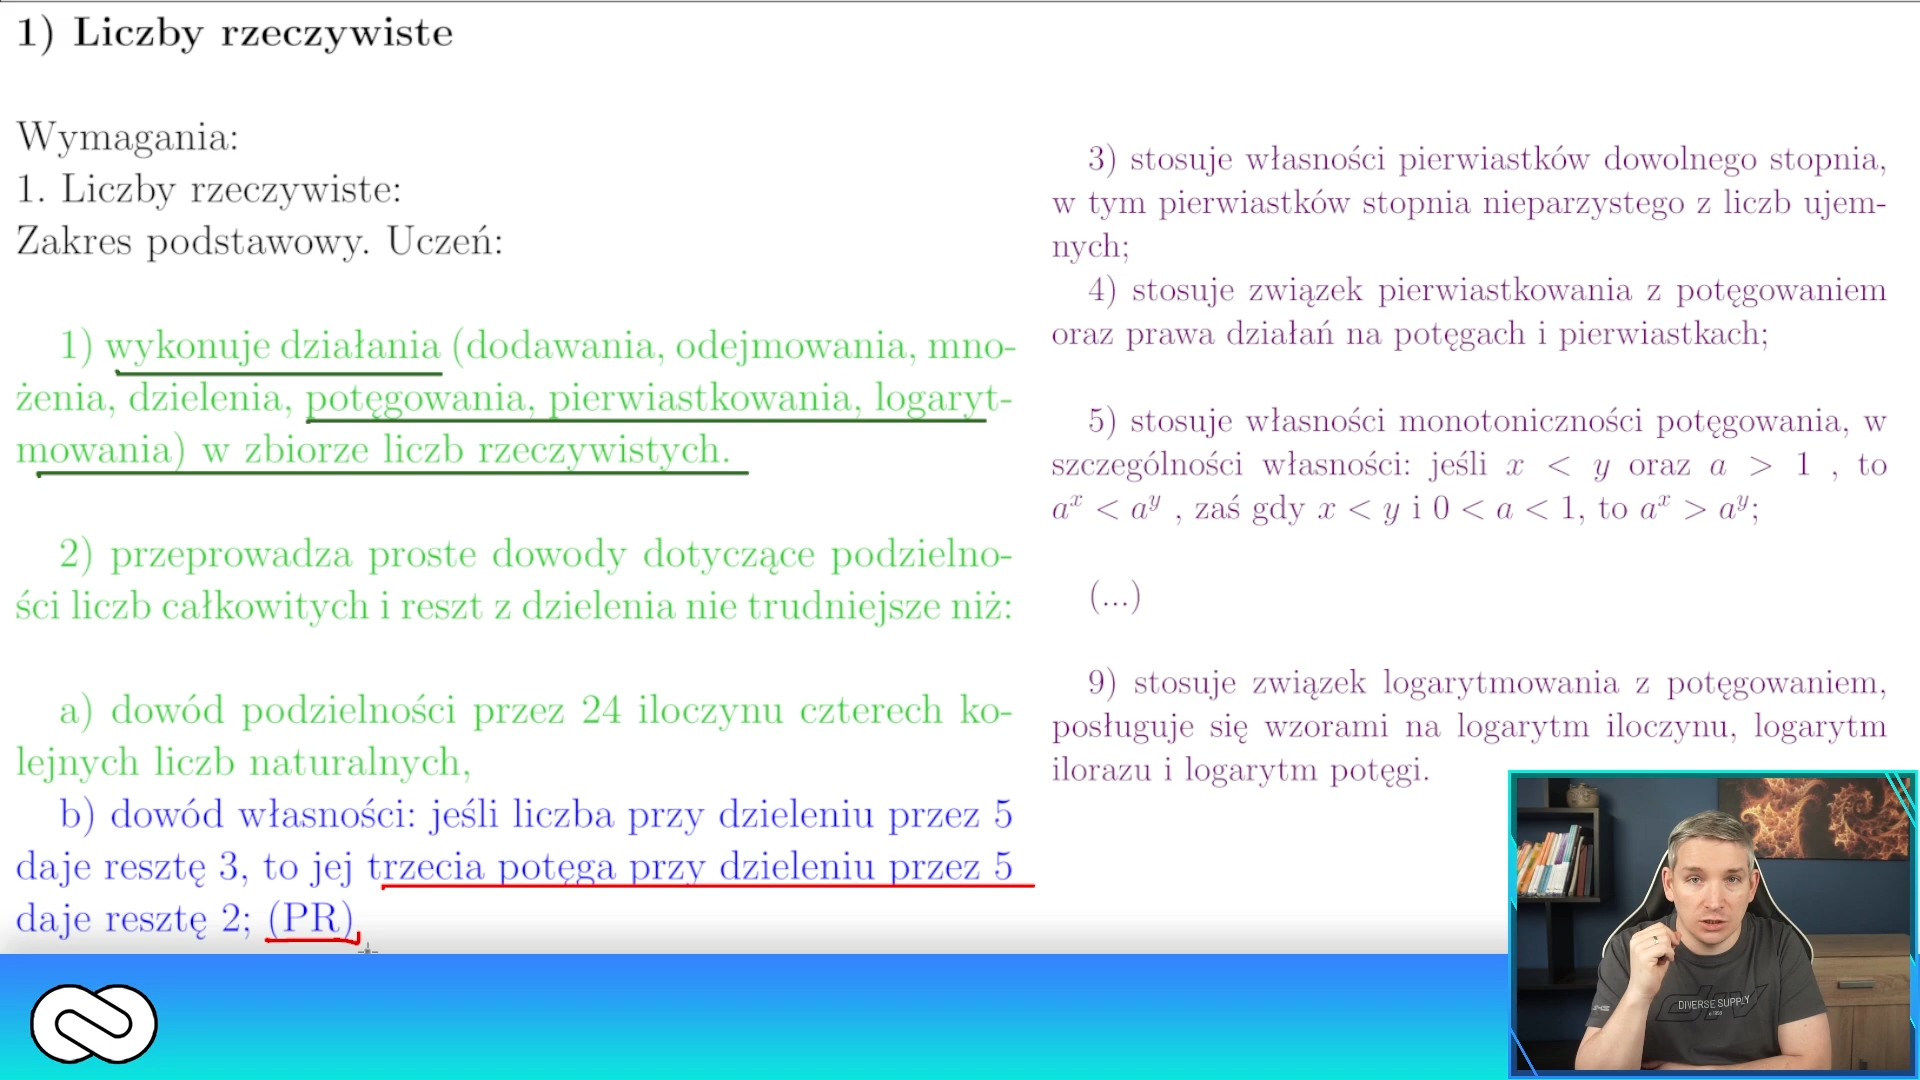 1) Liczby rzeczywiste
Wymagania:
1. Liczby rzeczywiste:
Zakres podstawowy. Uczeń:
1) wykonuje działania (dodawania, odejmowania, mno-
żenia, dzielenia, potęgowania, pierwiastkowania, logaryt-
mowania) w zbiorze liczb rzeczywistych.
2) przeprowadza proste dowody dotyczące podzielno-
ści liczb całkowitych i reszt z dzielenia nie trudniejsze niż:
a) dowód podzielności przez 24 iloczynu czterech ko-
lejnych liczb naturalnych,
b) dowód własności: jeśli liczba przy dzieleniu przez 5
daje resztę 3, to jej trzecia potęga przy dzieleniu przez 5
daje resztę 2; (PR)
3) stosuje własności pierwiastków dowolnego stopnia,
w tym pierwiastków stopnia nieparzystego z liczb ujem-
nych;
4) stosuje związek pierwiastkowania z potęgowaniem
oraz prawa działań na potęgach i pierwiastkach;
5) stosuje własności monotoniczności potęgowania, w
szczególności własności: jeśli x < y oraz a > 1 , to
aˣ < aʸ , zaś gdy x < y i 0 < a < 1, to aˣ > aʸ;
(...)
9) stosuje związek logarytmowania z potęgowaniem,
posługuje się wzorami na logarytm iloczynu, logarytm
ilorazu i logarytm potęgi.
DIVERSE SUPPLY